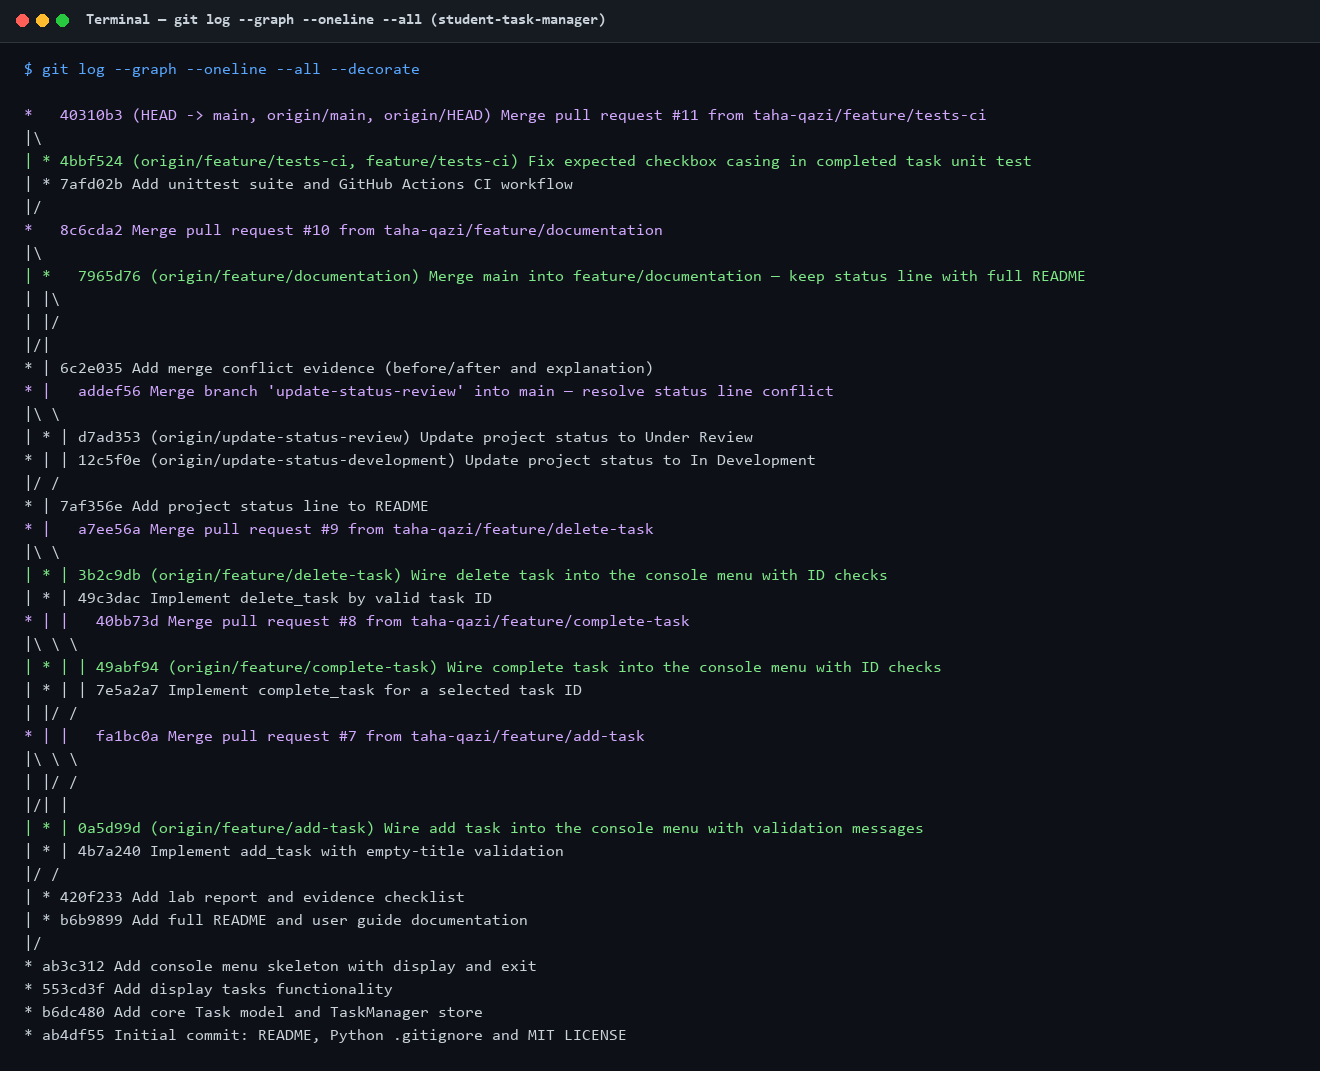 Terminal — git log --graph --oneline --all (student-task-manager)
$ git log --graph --oneline --all --decorate
*   40310b3 (HEAD -> main, origin/main, origin/HEAD) Merge pull request #11 from taha-qazi/feature/tests-ci
|\
| * 4bbf524 (origin/feature/tests-ci, feature/tests-ci) Fix expected checkbox casing in completed task unit test
| * 7afd02b Add unittest suite and GitHub Actions CI workflow
|/
*   8c6cda2 Merge pull request #10 from taha-qazi/feature/documentation
|\
| *   7965d76 (origin/feature/documentation) Merge main into feature/documentation — keep status line with full README
| |\
| |/
|/|
* | 6c2e035 Add merge conflict evidence (before/after and explanation)
* |   addef56 Merge branch 'update-status-review' into main — resolve status line conflict
|\ \
| * | d7ad353 (origin/update-status-review) Update project status to Under Review
* | | 12c5f0e (origin/update-status-development) Update project status to In Development
|/ /
* | 7af356e Add project status line to README
* |   a7ee56a Merge pull request #9 from taha-qazi/feature/delete-task
|\ \
| * | 3b2c9db (origin/feature/delete-task) Wire delete task into the console menu with ID checks
| * | 49c3dac Implement delete_task by valid task ID
* | |   40bb73d Merge pull request #8 from taha-qazi/feature/complete-task
|\ \ \
| * | | 49abf94 (origin/feature/complete-task) Wire complete task into the console menu with ID checks
| * | | 7e5a2a7 Implement complete_task for a selected task ID
| |/ /
* | |   fa1bc0a Merge pull request #7 from taha-qazi/feature/add-task
|\ \ \
| |/ /
|/| |
| * | 0a5d99d (origin/feature/add-task) Wire add task into the console menu with validation messages
| * | 4b7a240 Implement add_task with empty-title validation
|/ /
| * 420f233 Add lab report and evidence checklist
| * b6b9899 Add full README and user guide documentation
|/
* ab3c312 Add console menu skeleton with display and exit
* 553cd3f Add display tasks functionality
* b6dc480 Add core Task model and TaskManager store
* ab4df55 Initial commit: README, Python .gitignore and MIT LICENSE